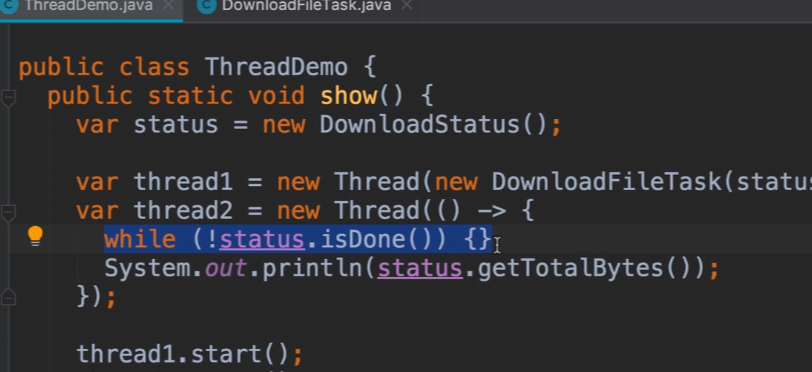 ThreadDemo.java DownloadFileTask.java
public class ThreadDemo {
public static void show() {
var status = new DownloadStatus();
var thread1 = new Thread(new DownloadFileTask(status
var thread2 = new Thread(() -> {
while (!status.isDone()) {}
System.out.println(status.getTotalBytes());
});
thread1.start();